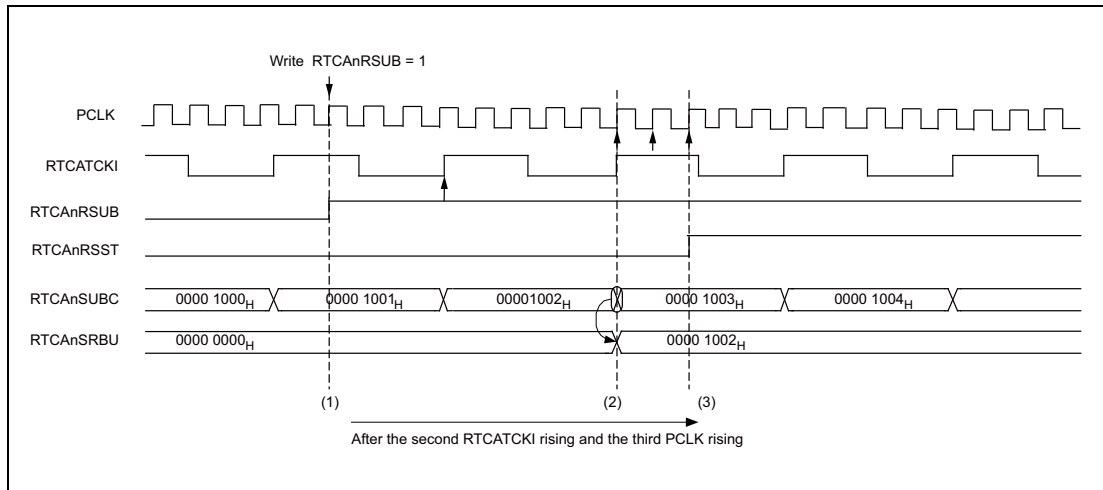 Write RTCAnRSUB = 1
PCLK
RTCATCKI
RTCAnRSUB
RTCAnRSST
RTCAnSUBC 0000 1000H 0000 1001H 00001002H 0000 1003H 0000 1004H
RTCAnSRBU 0000 0000H 0000 1002H
(1) (2) (3)
After the second RTCATCKI rising and the third PCLK rising